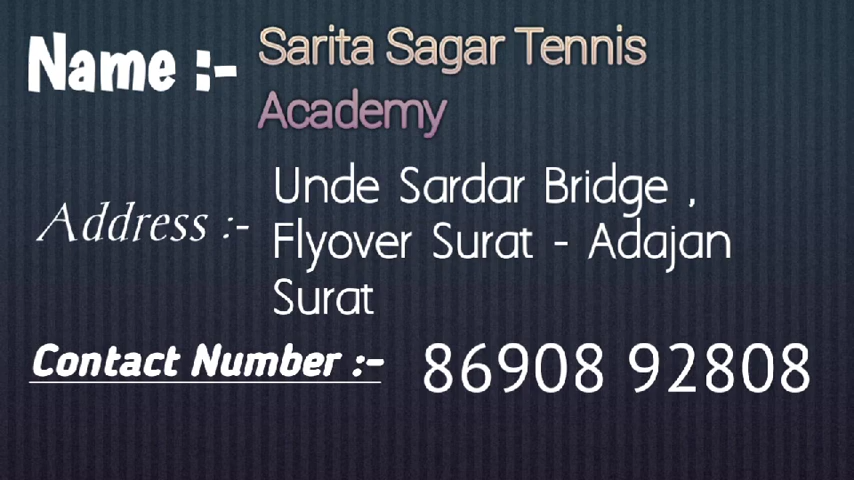 Name :- Sarita Sagar Tennis
Academy
Address :- Unde Sardar Bridge ,
Flyover Surat - Adajan
Surat
Contact Number :- 86908 92808